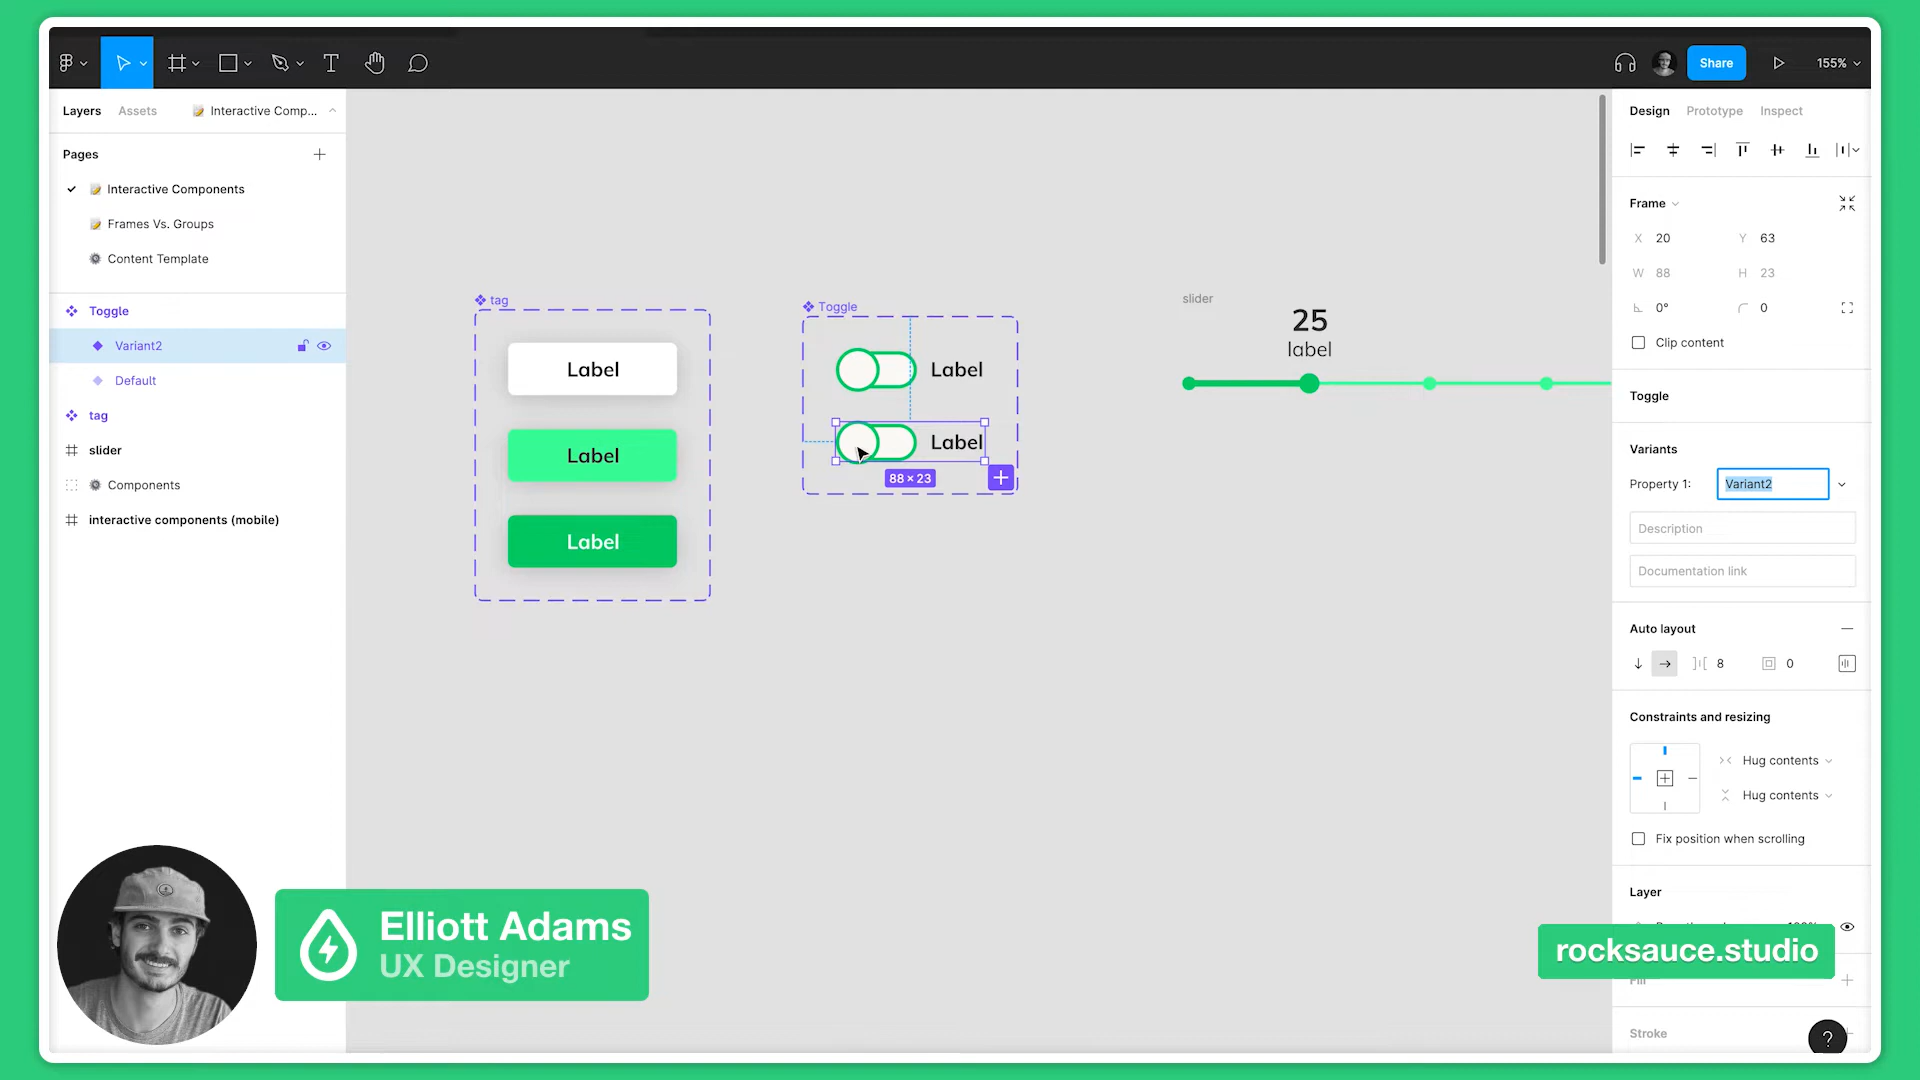 Share
155%
Layers
Assets
Interactive Comp...
Pages
Interactive Components
Frames Vs. Groups
Content Template
Toggle
Variant2
Default
tag
slider
Components
interactive components (mobile)
tag
Label
Label
Label
Toggle
Label
Label
88 × 23
slider
25
label
Design
Prototype
Inspect
Frame
X 20
Y 63
W 88
H 23
0°
0
Clip content
Toggle
Variants
Property 1:
Variant2
Description
Documentation link
Auto layout
8
0
Constraints and resizing
Hug contents
Hug contents
Fix position when scrolling
Layer
Fill
Stroke
?
Elliott Adams
UX Designer
rocksauce.studio